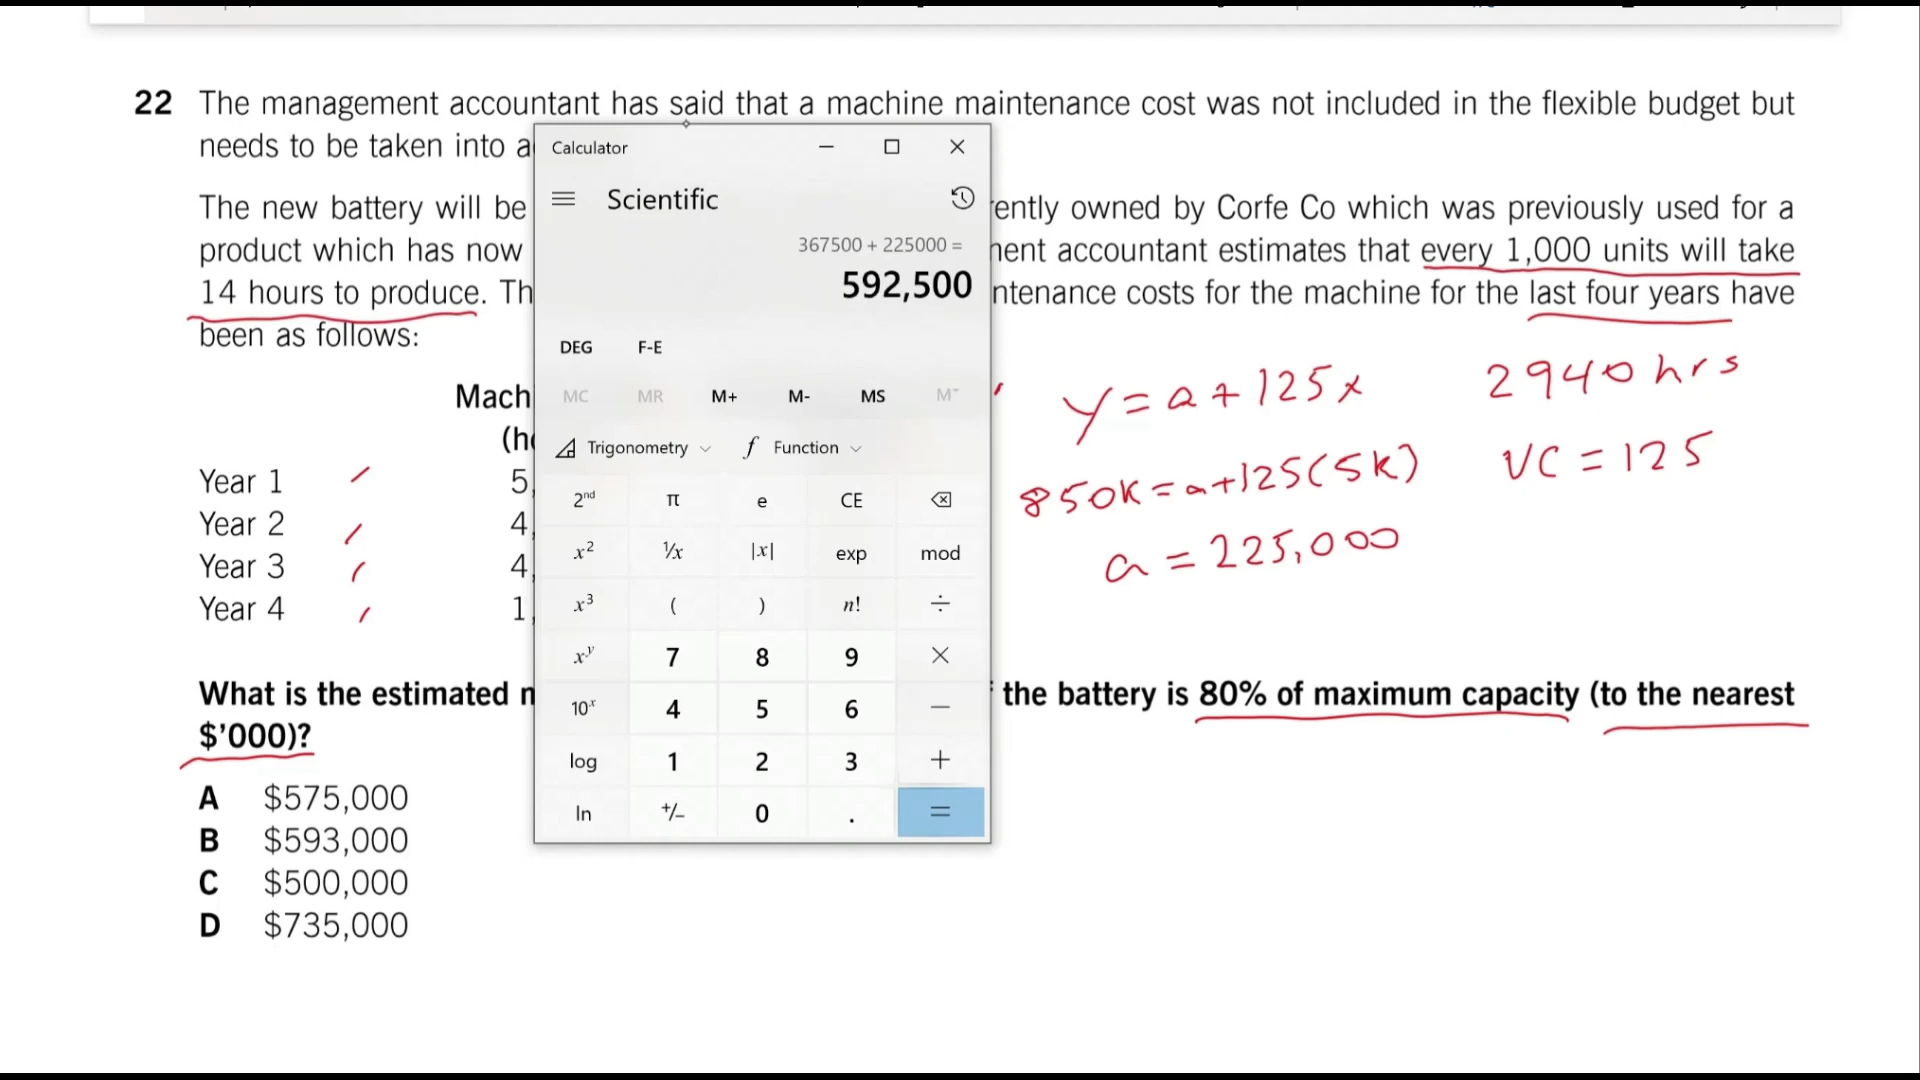 22 The management accountant has said that a machine maintenance cost was not included in the flexible budget but
needs to be taken into a
The new battery will be
ently owned by Corfe Co which was previously used for a
product which has now
ent accountant estimates that every 1,000 units will take
14 hours to produce. Th
ntenance costs for the machine for the last four years have
been as follows:
Calculator
Scientific
367500 + 225000 =
592,500
DEG F-E
MC MR M+ M- MS M˅
Trigonometry f Function
2nd π e CE
x² ¹/x |x| exp mod
x³ ( ) n! ÷
xʸ 7 8 9 ×
10ˣ 4 5 6 −
log 1 2 3 +
ln +/− 0 . =
Mach
(h
Year 1 5,
Year 2 4,
Year 3 4,
Year 4 1,
y = a + 125x
850k = a + 125(5k)
a = 225,000
2940 hrs
VC = 125
What is the estimated
the battery is 80% of maximum capacity (to the nearest
$'000)?
A $575,000
B $593,000
C $500,000
D $735,000